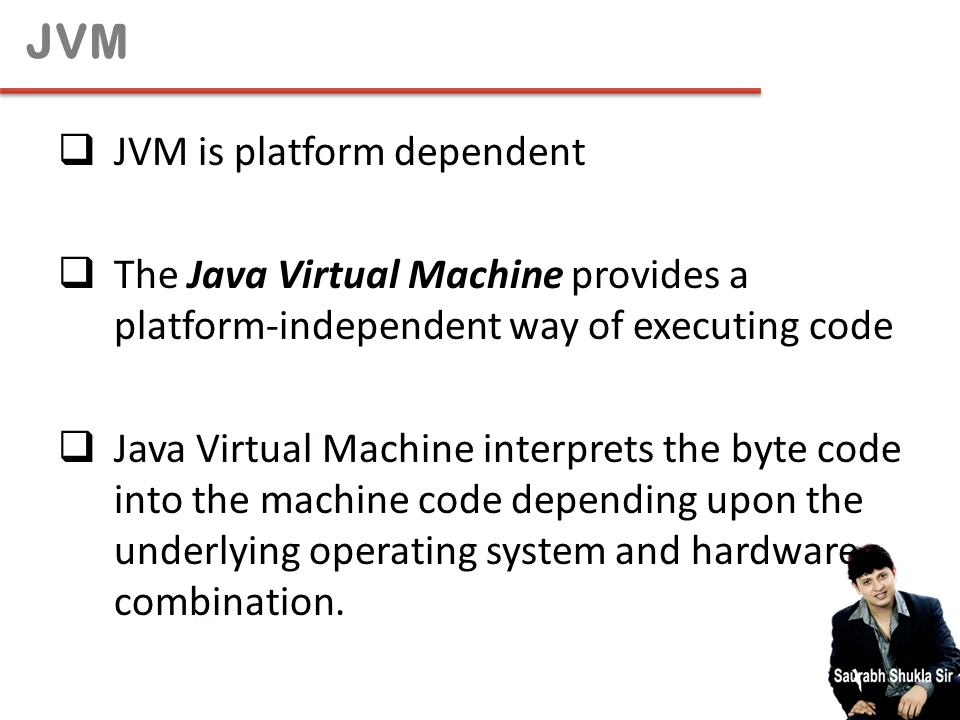 JVM
JVM is platform dependent
The Java Virtual Machine provides a
platform-independent way of executing code
Java Virtual Machine interprets the byte code
into the machine code depending upon the
underlying operating system and hardware
combination.
Saurabh Shukla Sir